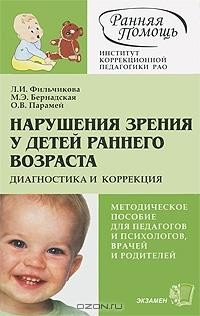 Ранняя
Помощь
ИНСТИТУТ
КОРРЕКЦИОННОЙ
ПЕДАГОГИКИ РАО
Л.И. Фильчикова
М.Э. Бернадская
О.В. Парамей
НАРУШЕНИЯ ЗРЕНИЯ
У ДЕТЕЙ РАННЕГО
ВОЗРАСТА
ДИАГНОСТИКА И КОРРЕКЦИЯ
МЕТОДИЧЕСКОЕ
ПОСОБИЕ
ДЛЯ ПЕДАГОГОВ
И ПСИХОЛОГОВ,
ВРАЧЕЙ
И РОДИТЕЛЕЙ
ЭКЗАМЕН
ozon.ru